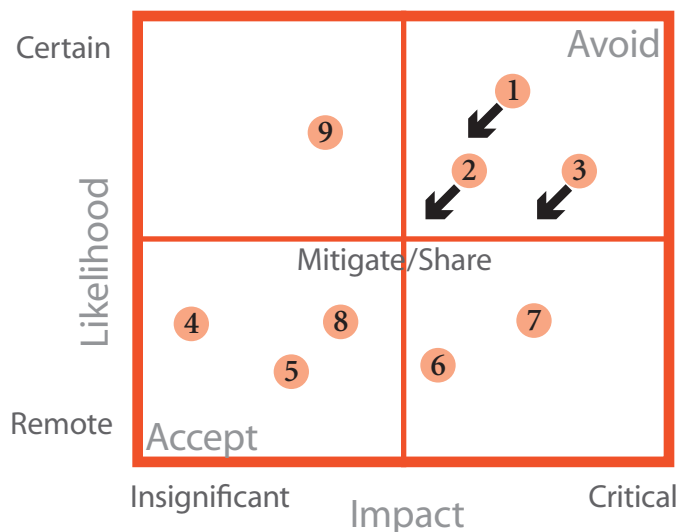 Certain
Avoid
1
9
2
3
Likelihood
Mitigate/Share
4
8
7
5
6
Remote
Accept
Insignificant
Impact
Critical